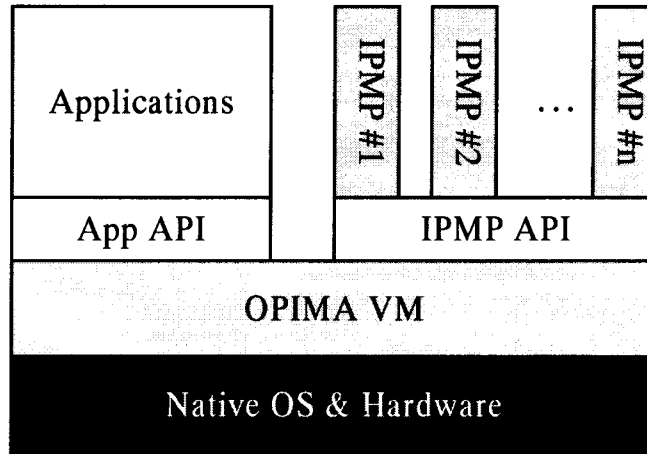 Applications
IPMP #1
IPMP #2
...
IPMP #n
App API
IPMP API
OPIMA VM
Native OS & Hardware